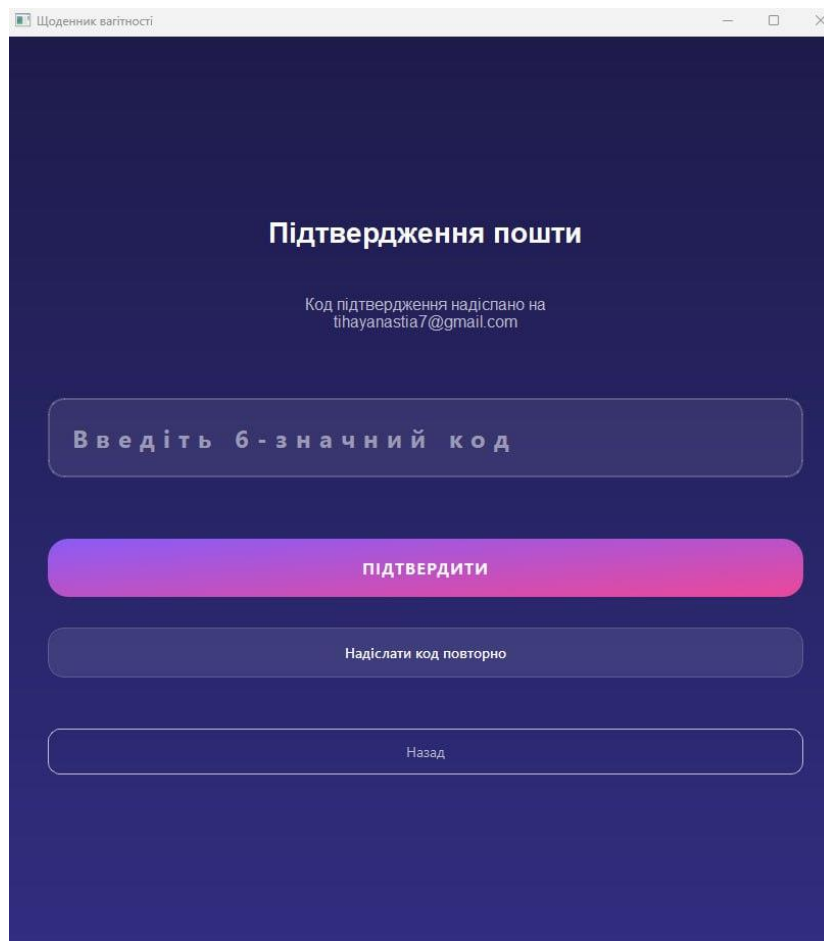 Щоденник вагітності
Підтвердження пошти
Код підтвердження надіслано на
tihayanastia7@gmail.com
Введіть 6-значний код
ПІДТВЕРДИТИ
Надіслати код повторно
Назад